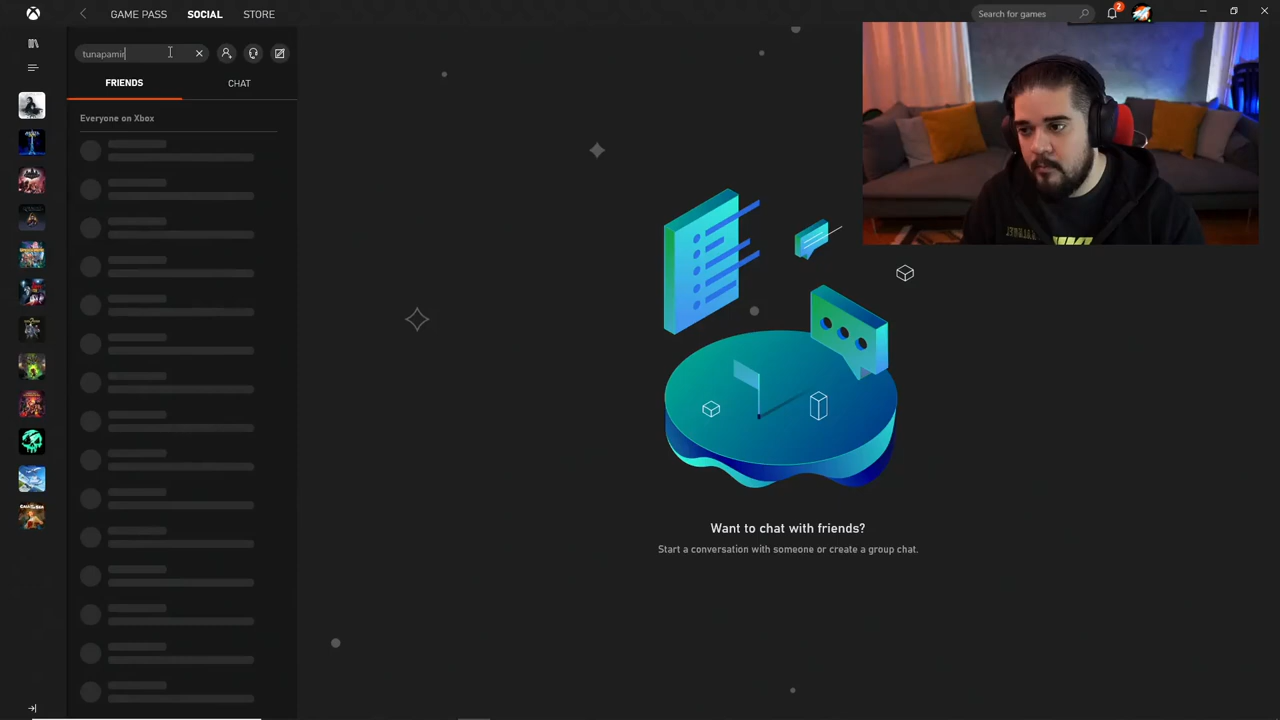 GAME PASS
SOCIAL
STORE
Search for games
2
tunapamir
FRIENDS
CHAT
Everyone on Xbox
Want to chat with friends?
Start a conversation with someone or create a group chat.